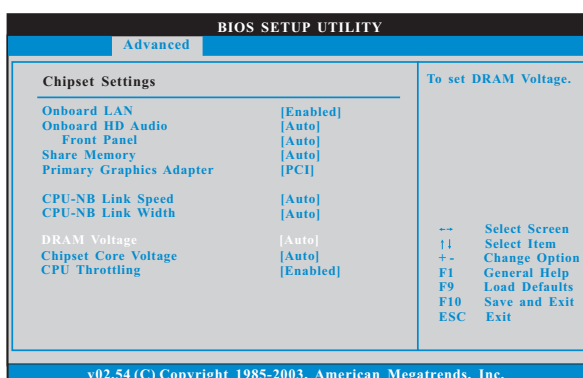 BIOS SETUP UTILITY
Advanced
Chipset Settings
Onboard LAN [Enabled]
Onboard HD Audio [Auto]
Front Panel [Auto]
Share Memory [Auto]
Primary Graphics Adapter [PCI]
CPU-NB Link Speed [Auto]
CPU-NB Link Width [Auto]
DRAM Voltage [Auto]
Chipset Core Voltage [Auto]
CPU Throttling [Enabled]
To set DRAM Voltage.
←→ Select Screen
↑↓ Select Item
+ - Change Option
F1 General Help
F9 Load Defaults
F10 Save and Exit
ESC Exit
v02.54 (C) Copyright 1985-2003, American Megatrends, Inc.